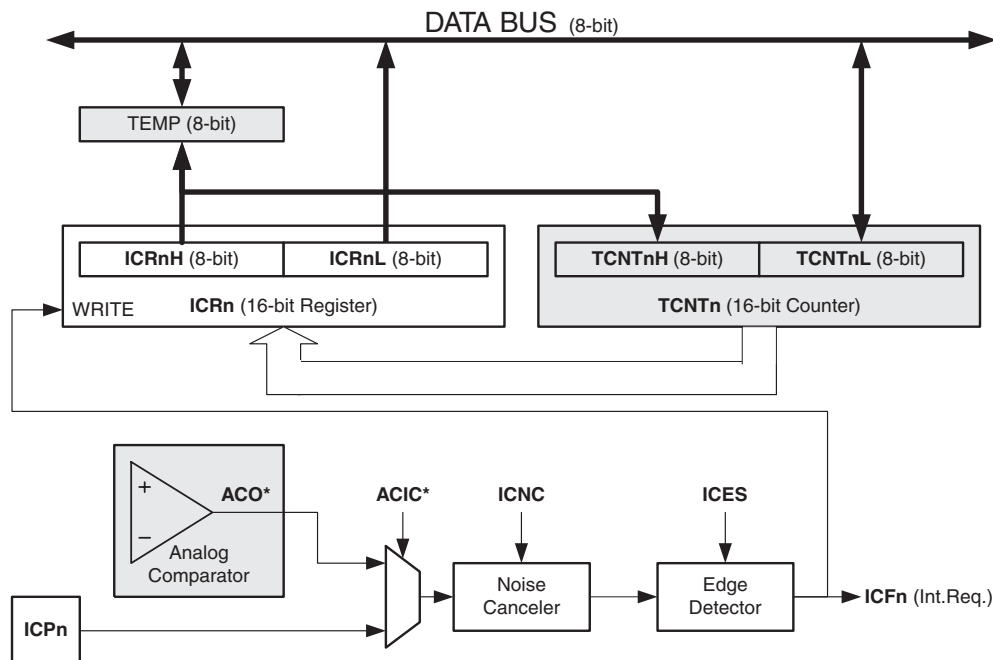 DATA BUS (8-bit)
TEMP (8-bit)
ICRnH (8-bit)
ICRnL (8-bit)
TCNTnH (8-bit)
TCNTnL (8-bit)
WRITE
ICRn (16-bit Register)
TCNTn (16-bit Counter)
+
−
ACO*
Analog
Comparator
ACIC*
ICNC
ICES
Noise
Canceler
Edge
Detector
ICFn (Int.Req.)
ICPn